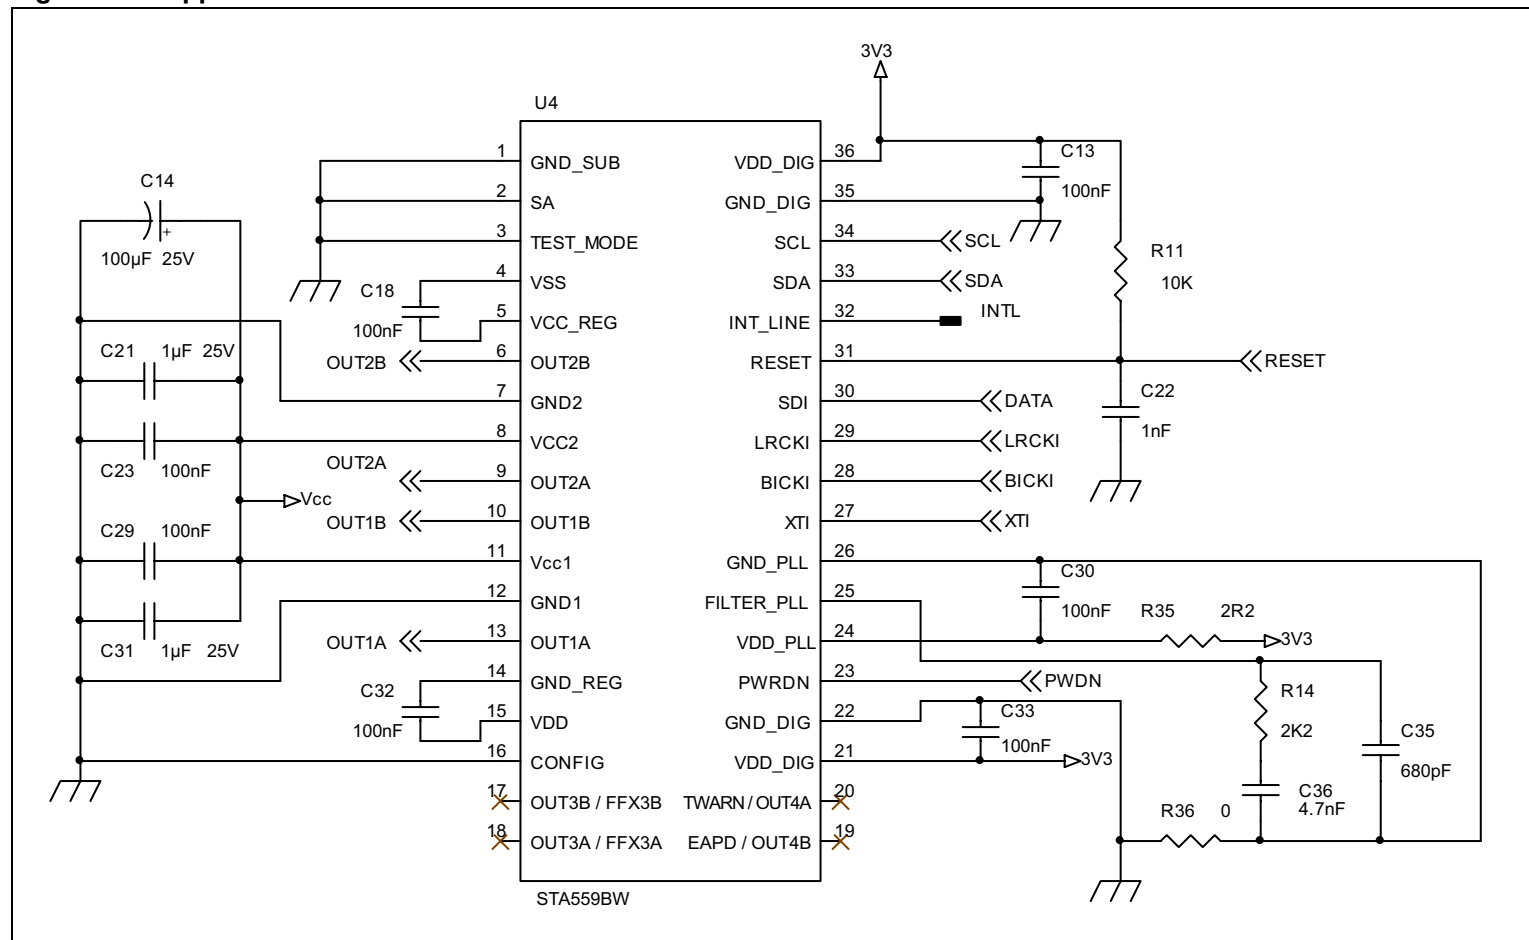 3V3
U4
1 GND_SUB VDD_DIG 36
C13
100nF
C14
100µF 25V
+
2 SA GND_DIG 35
3 TEST_MODE SCL 34 SCL
R11
10K
4 VSS SDA 33 SDA
C18
100nF
5 VCC_REG INT_LINE 32 INTL
C21 1µF 25V
OUT2B 6 OUT2B RESET 31 RESET
7 GND2 SDI 30 DATA
C22
1nF
8 VCC2 LRCKI 29 LRCKI
C23 100nF
OUT2A 9 OUT2A BICKI 28 BICKI
Vcc
OUT1B 10 OUT1B XTI 27 XTI
C29 100nF
11 Vcc1 GND_PLL 26
C30
100nF
12 GND1 FILTER_PLL 25
R35 2R2
C31 1µF 25V
OUT1A 13 OUT1A VDD_PLL 24 3V3
14 GND_REG PWRDN 23 PWDN
C32
100nF
R14
2K2
15 VDD GND_DIG 22
C33
100nF
C35
680pF
16 CONFIG VDD_DIG 21 3V3
C36
4.7nF
17 OUT3B / FFX3B TWARN / OUT4A 20
R36 0
18 OUT3A / FFX3A EAPD / OUT4B 19
STA559BW